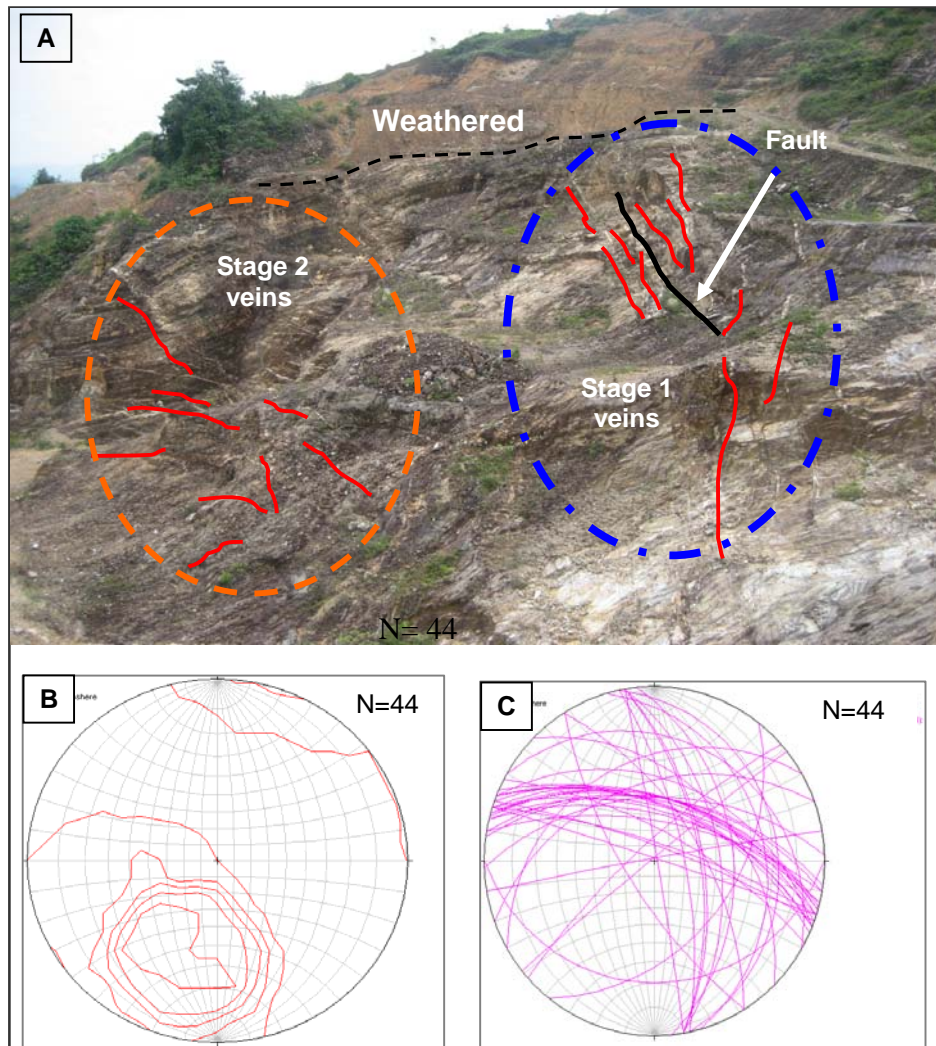 A
Weathered
Fault
Stage 2
veins
Stage 1
veins
N= 44
B
N=44
C
N=44